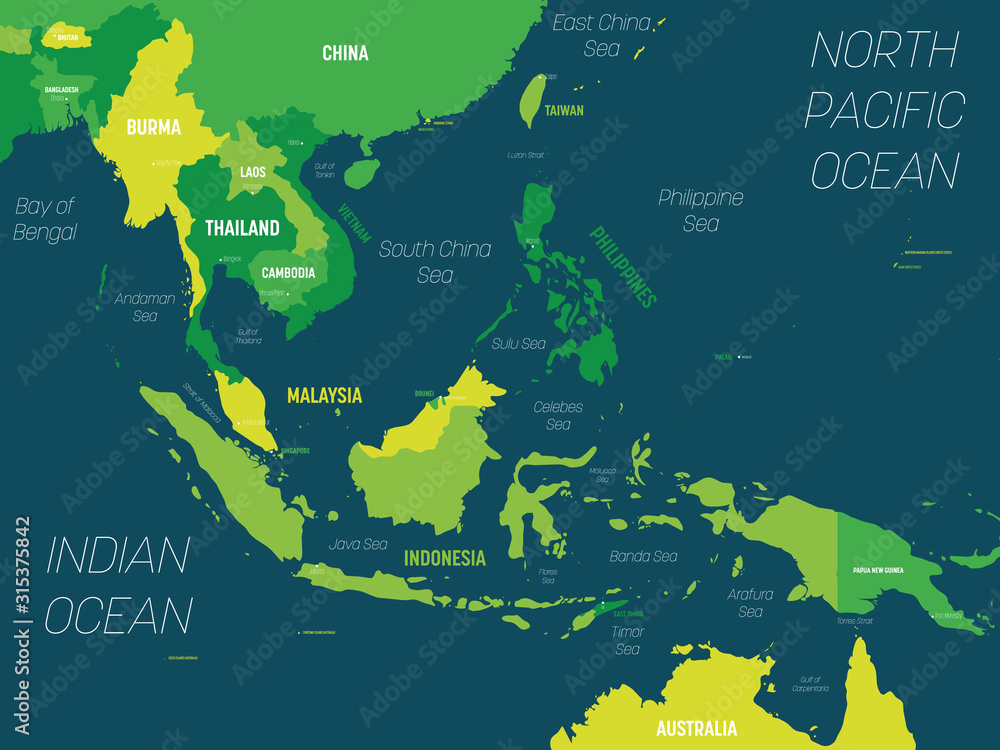 East China
Sea
NORTH
PACIFIC
OCEAN
BHUTAN
CHINA
BANGLADESH
Dhaka
BURMA
Taipei
TAIWAN
Hanoi
LAOS
Vientiane
Gulf of
Tonkin
Luzon Strait
Bay of
Bengal
THAILAND
VIETNAM
South China
Sea
Philippine
Sea
PHILIPPINES
Manila
Bangkok
CAMBODIA
Phnom Penh
Andaman
Sea
Gulf of
Thailand
Sulu Sea
PALAU
Strait of Malacca
MALAYSIA
BRUNEI
Kuala Lumpur
SINGAPORE
Celebes
Sea
Molucca
Sea
INDIAN
OCEAN
Java Sea
INDONESIA
Jakarta
Flores
Sea
Banda Sea
PAPUA NEW GUINEA
EAST TIMOR
Arafura
Sea
Torres Strait
Port Moresby
Timor
Sea
Gulf of
Carpentaria
AUSTRALIA
Adobe Stock | #315375842